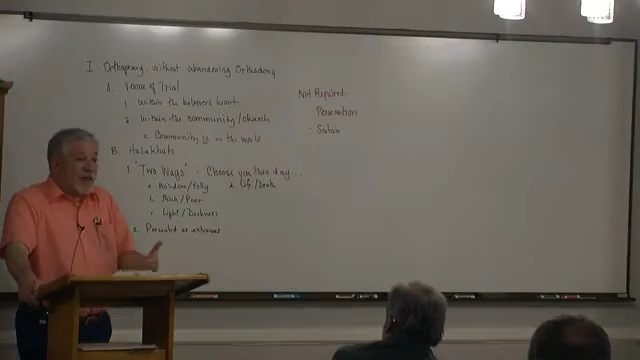 I Orthopraxy, without abandoning Orthodoxy
A. Venue of Trial
1. Within the believer's heart
2. Within the community/church
a. Community is in the world
B. Halakhah
1. "Two Ways" - Choose you this day...
a. Wisdom/Folly d. Life/Death
b. Rich/Poor
c. Light/Darkness
2. Presented as extremes
Not Required:
Persecution
- Satan